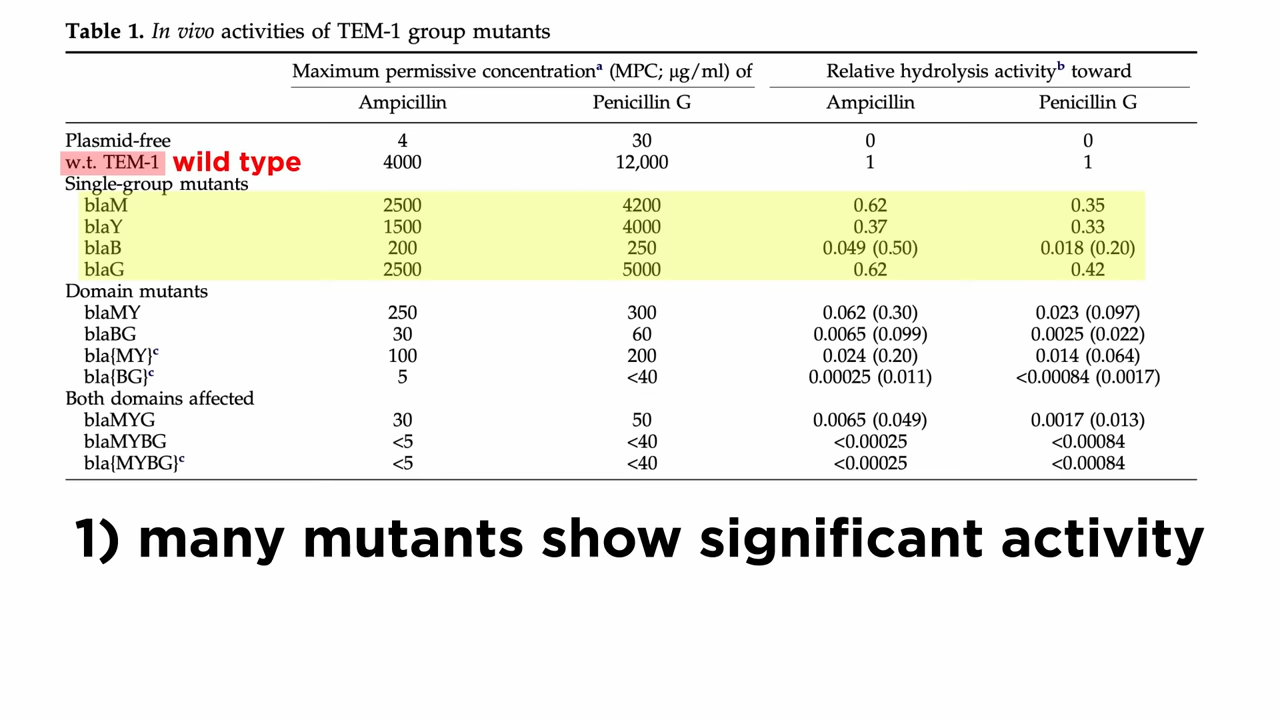 Table 1. In vivo activities of TEM-1 group mutants
Maximum permissive concentrationa (MPC; µg/ml) of Relative hydrolysis activityb toward
Ampicillin Penicillin G Ampicillin Penicillin G
Plasmid-free 4 30 0 0
w.t. TEM-1 wild type 4000 12,000 1 1
Single-group mutants
blaM 2500 4200 0.62 0.35
blaY 1500 4000 0.37 0.33
blaB 200 250 0.049 (0.50) 0.018 (0.20)
blaG 2500 5000 0.62 0.42
Domain mutants
blaMY 250 300 0.062 (0.30) 0.023 (0.097)
blaBG 30 60 0.0065 (0.099) 0.0025 (0.022)
bla{MY}c 100 200 0.024 (0.20) 0.014 (0.064)
bla{BG}c 5 <40 0.00025 (0.011) <0.00084 (0.0017)
Both domains affected
blaMYG 30 50 0.0065 (0.049) 0.0017 (0.013)
blaMYBG <5 <40 <0.00025 <0.00084
bla{MYBG}c <5 <40 <0.00025 <0.00084
1) many mutants show significant activity